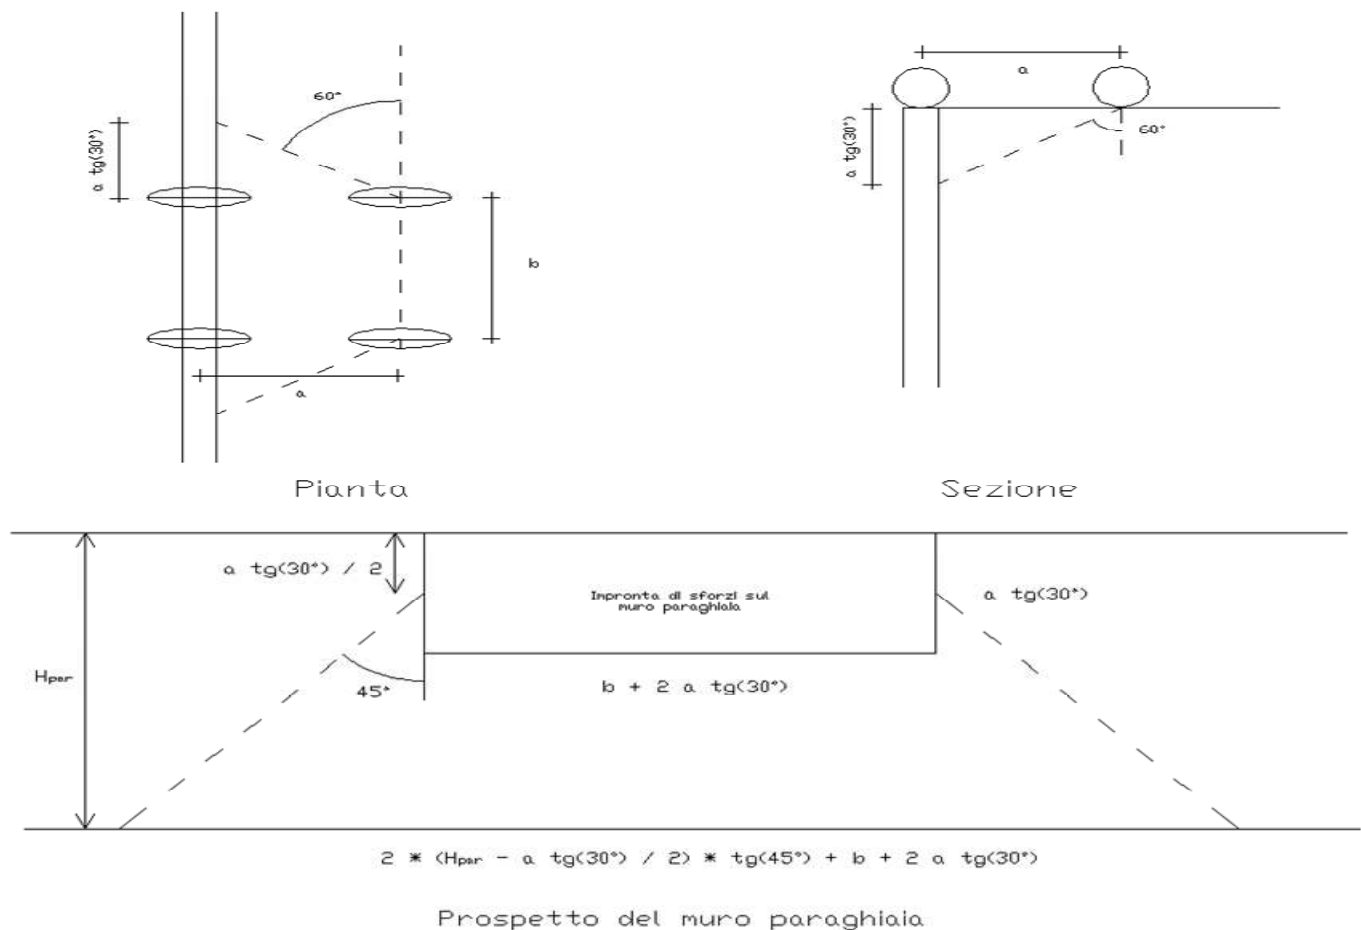 60°
a tg(30°)
b
a
Pianta
a
a tg(30°)
60°
Sezione
a tg(30°) / 2
Impronta di sforzi sul
muro paraghiaia
a tg(30°)
Hpar
45°
b + 2 a tg(30°)
2 * (Hpar - a tg(30°) / 2) * tg(45°) + b + 2 a tg(30°)
Prospetto del muro paraghiaia